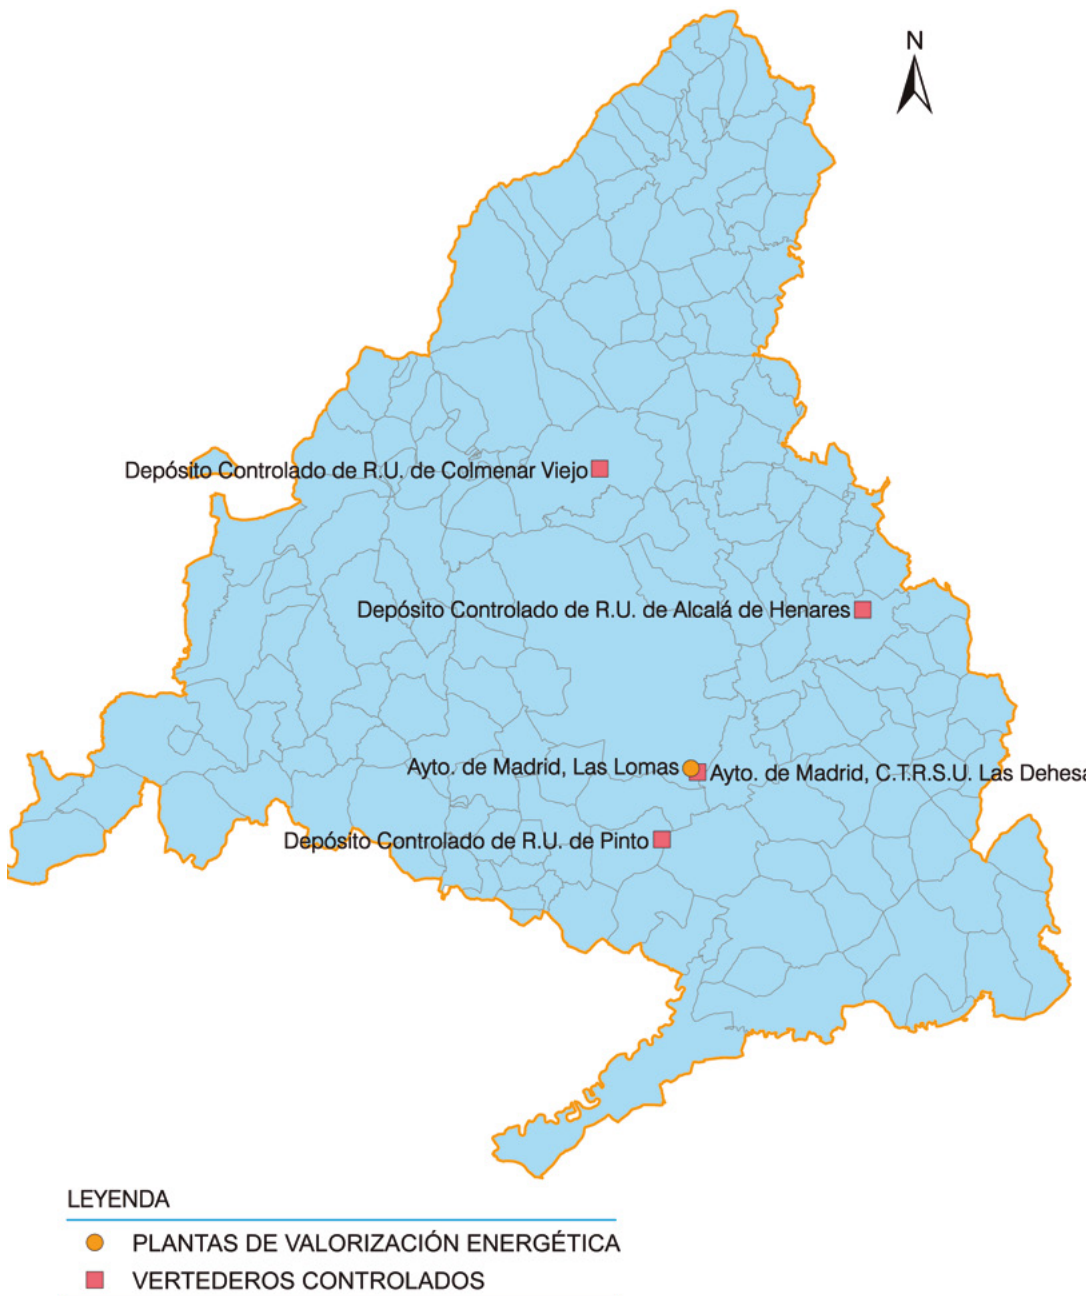 N
Depósito Controlado de R.U. de Colmenar Viejo
Depósito Controlado de R.U. de Alcalá de Henares
Ayto. de Madrid, Las Lomas
Ayto. de Madrid, C.T.R.S.U. Las Dehesa
Depósito Controlado de R.U. de Pinto
LEYENDA
PLANTAS DE VALORIZACIÓN ENERGÉTICA
VERTEDEROS CONTROLADOS